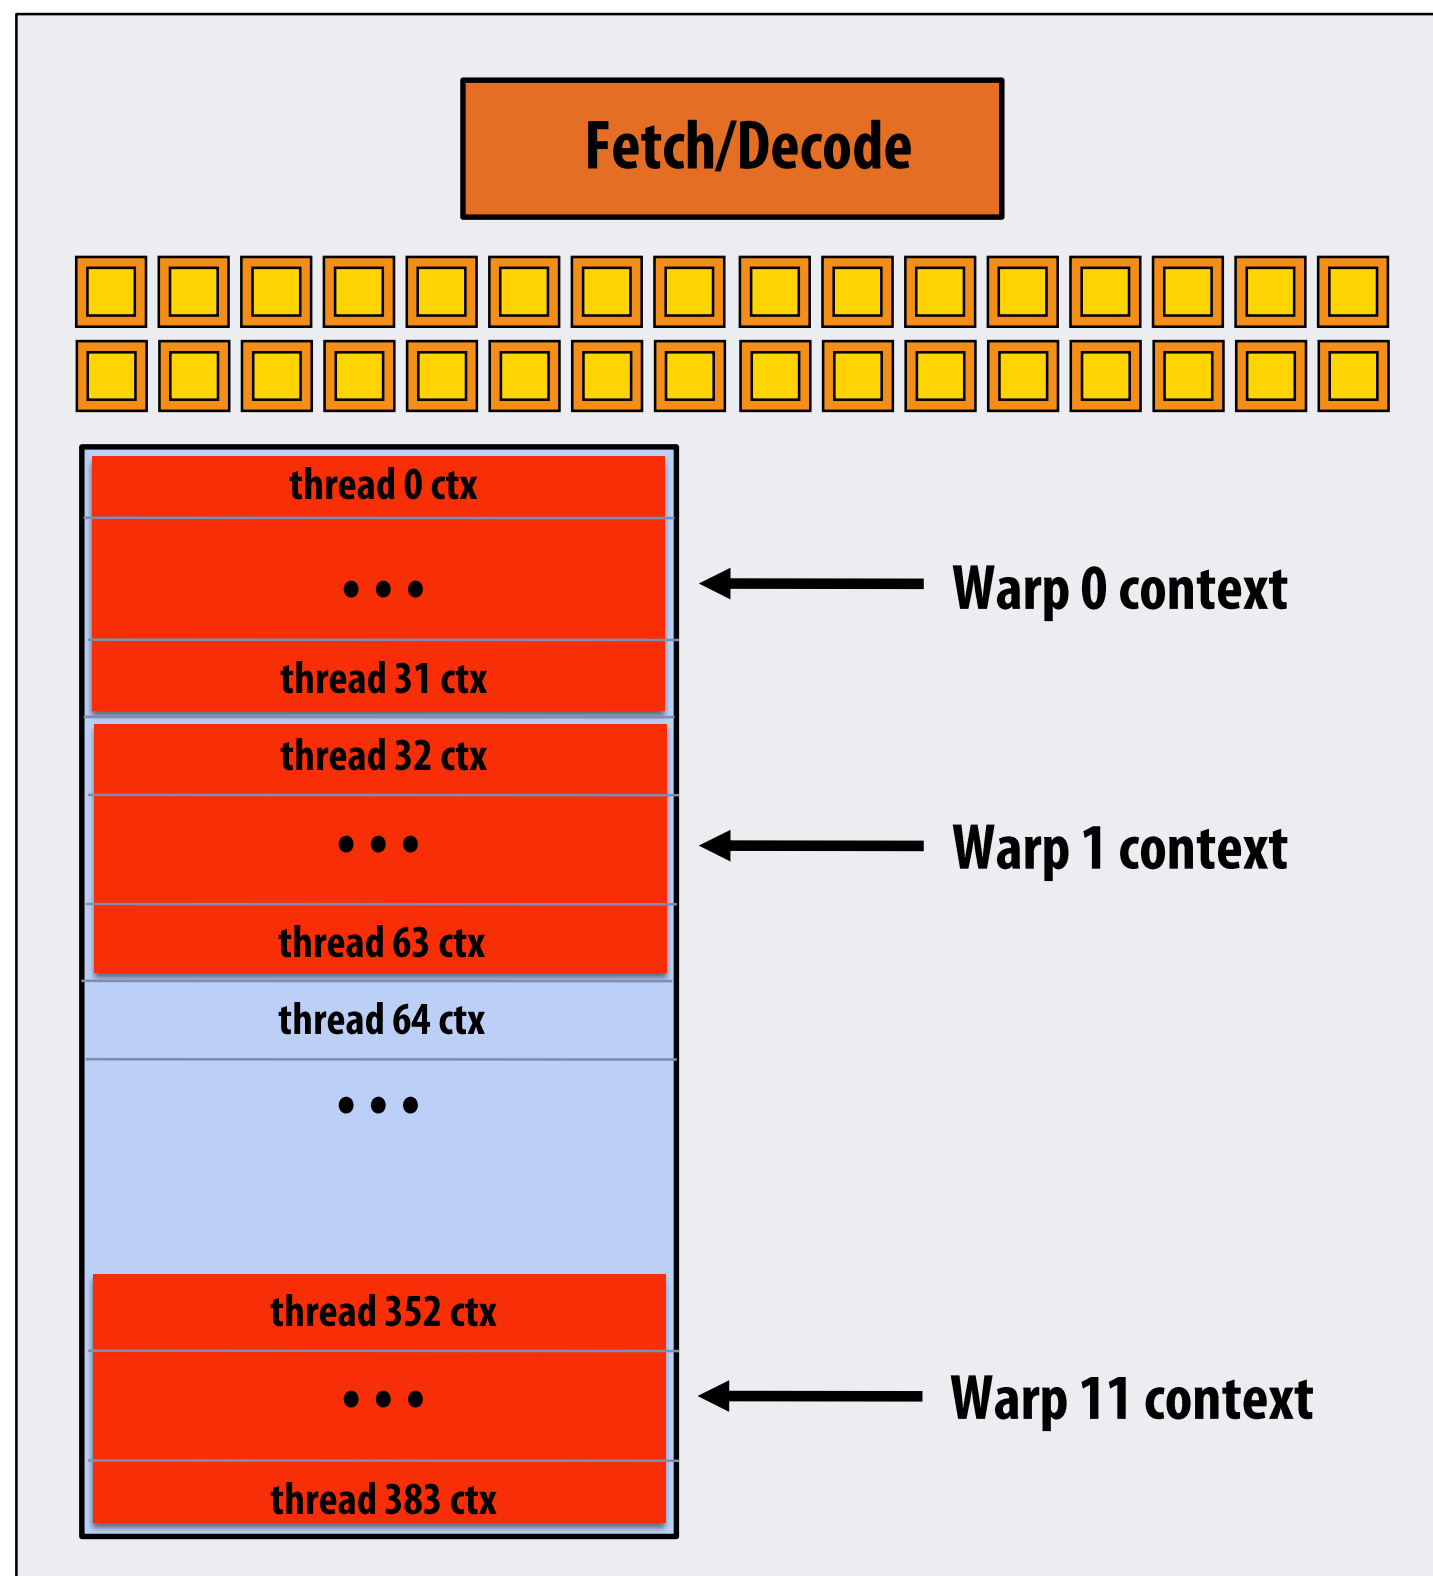 Fetch/Decode
thread 0 ctx
...
Warp 0 context
thread 31 ctx
thread 32 ctx
...
Warp 1 context
thread 63 ctx
thread 64 ctx
...
thread 352 ctx
...
Warp 11 context
thread 383 ctx